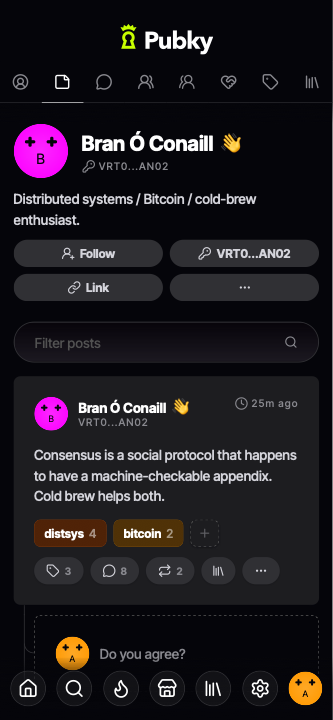 Pubky
B
Bran Ó Conaill 👋
VRT0...AN02
Distributed systems / Bitcoin / cold-brew
enthusiast.
Follow
VRT0...AN02
Link
...
Filter posts
B
Bran Ó Conaill 👋
25m ago
VRT0...AN02
Consensus is a social protocol that happens
to have a machine-checkable appendix.
Cold brew helps both.
distsys 4
bitcoin 2
+
3
8
2
...
A
Do you agree?
A